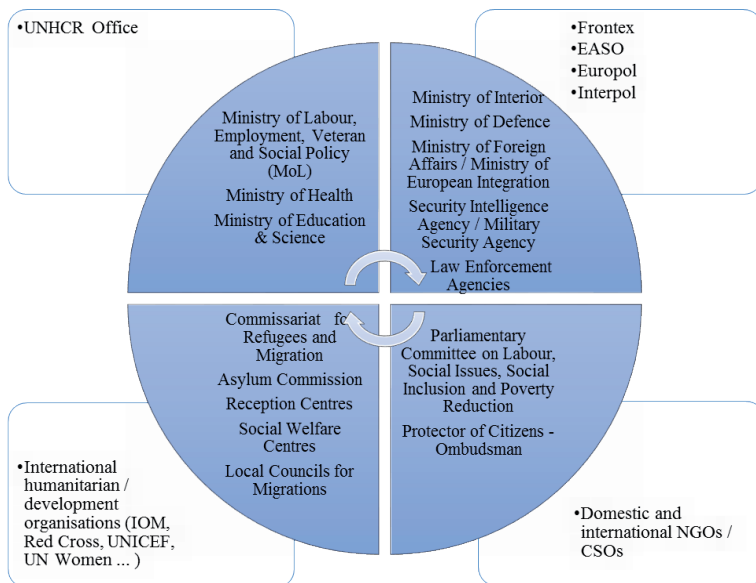 •UNHCR Office
•Frontex
•EASO
•Europol
•Interpol
Ministry of Labour,
Employment, Veteran
and Social Policy
(MoL)
Ministry of Health
Ministry of Education
& Science
Ministry of Interior
Ministry of Defence
Ministry of Foreign
Affairs / Ministry of
European Integration
Security Intelligence
Agency / Military
Security Agency
Law Enforcement
Agencies
Commissariat fo
Refugees and
Migration
Asylum Commission
Reception Centres
Social Welfare
Centres
Local Councils for
Migrations
Parliamentary
Committee on Labour,
Social Issues, Social
Inclusion and Poverty
Reduction
Protector of Citizens -
Ombudsman
•International
humanitarian /
development
organisations (IOM,
Red Cross, UNICEF,
UN Women ... )
•Domestic and
international NGOs /
CSOs